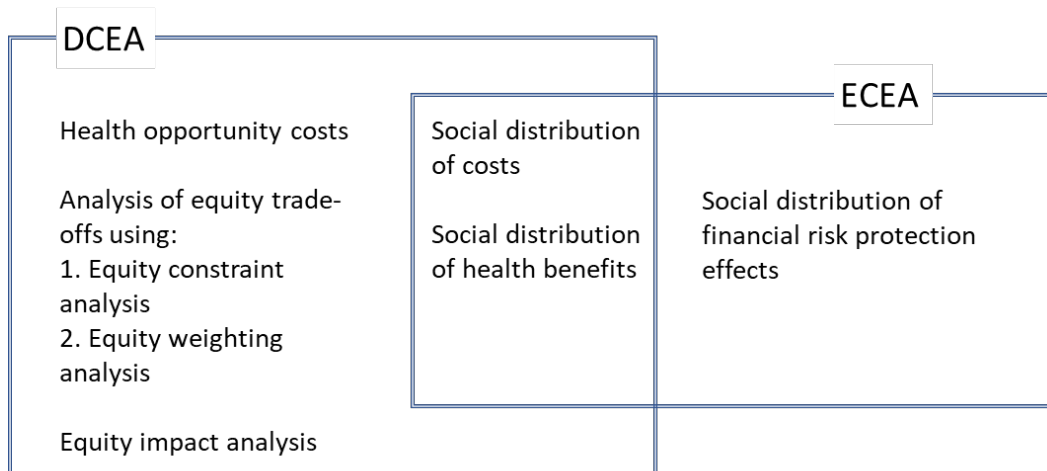 DCEA
ECEA
Health opportunity costs
Analysis of equity trade-
offs using:
1. Equity constraint
analysis
2. Equity weighting
analysis
Equity impact analysis
Social distribution
of costs
Social distribution
of health benefits
Social distribution of
financial risk protection
effects